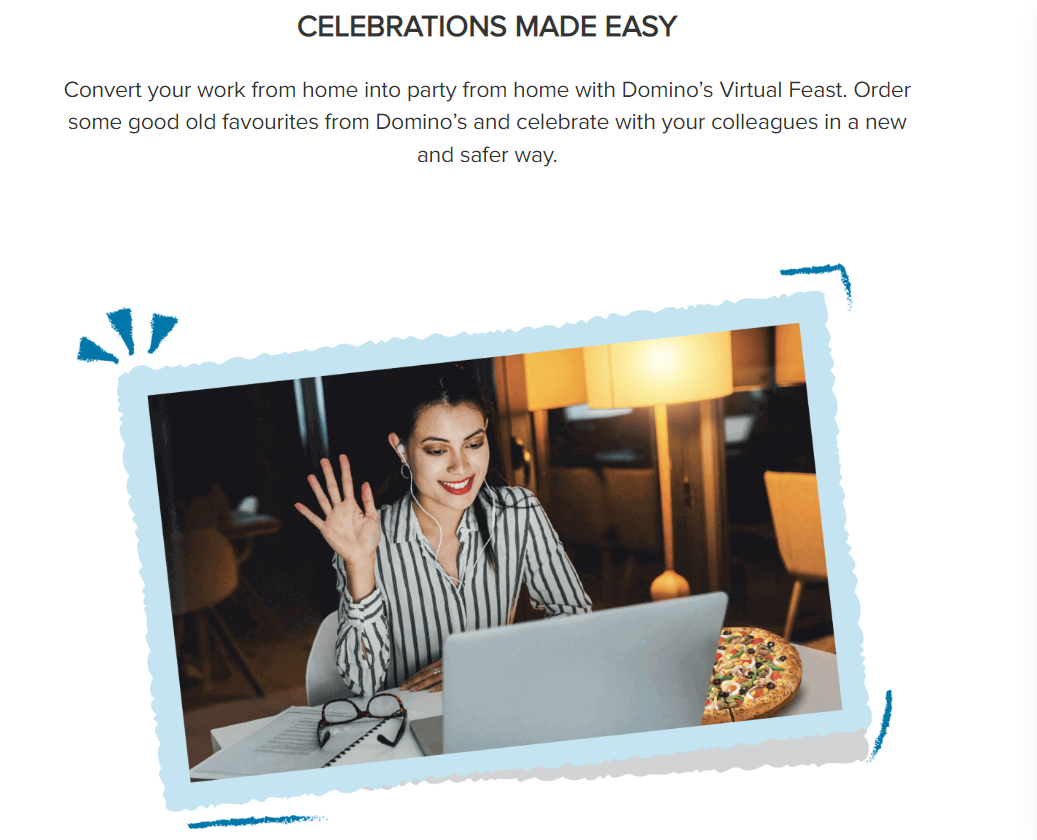 CELEBRATIONS MADE EASY
Convert your work from home into party from home with Domino’s Virtual Feast. Order
some good old favourites from Domino’s and celebrate with your colleagues in a new
and safer way.